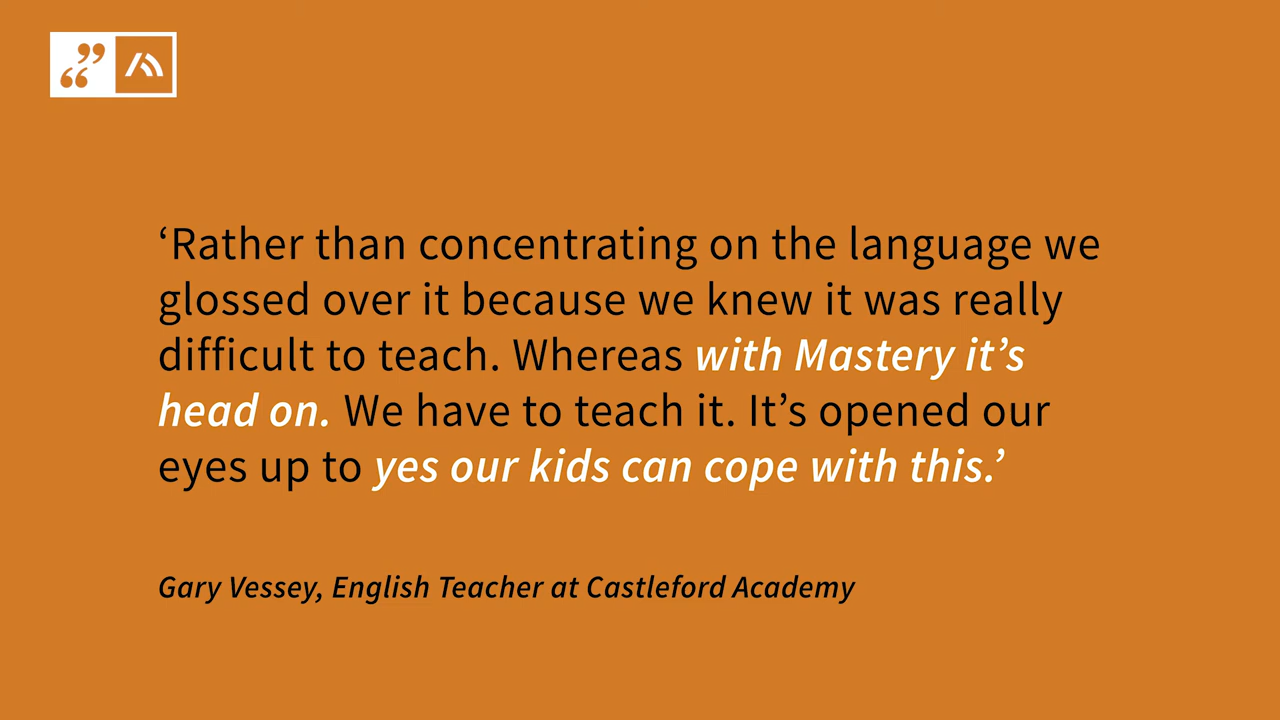 ‘Rather than concentrating on the language we
glossed over it because we knew it was really
difficult to teach. Whereas with Mastery it’s
head on. We have to teach it. It’s opened our
eyes up to yes our kids can cope with this.’
Gary Vessey, English Teacher at Castleford Academy